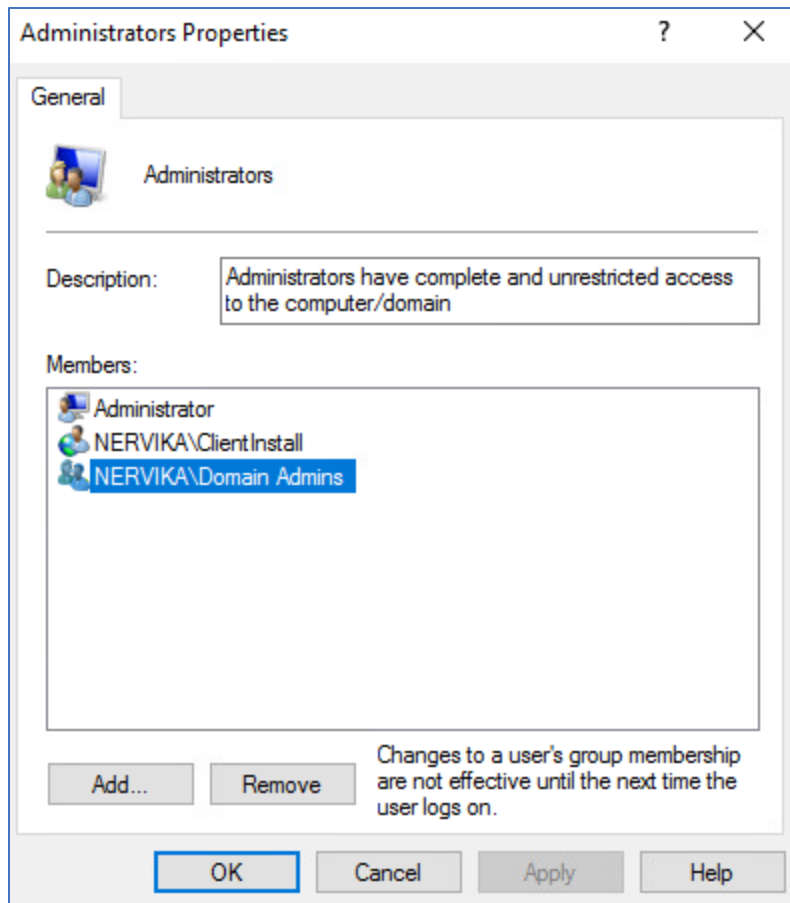 Administrators Properties
?
General
Administrators
Description:
Administrators have complete and unrestricted access
to the computer/domain
Members:
Administrator
NERVIKA\ClientInstall
NERVIKA\Domain Admins
Add...
Remove
Changes to a user's group membership
are not effective until the next time the
user logs on.
OK
Cancel
Apply
Help